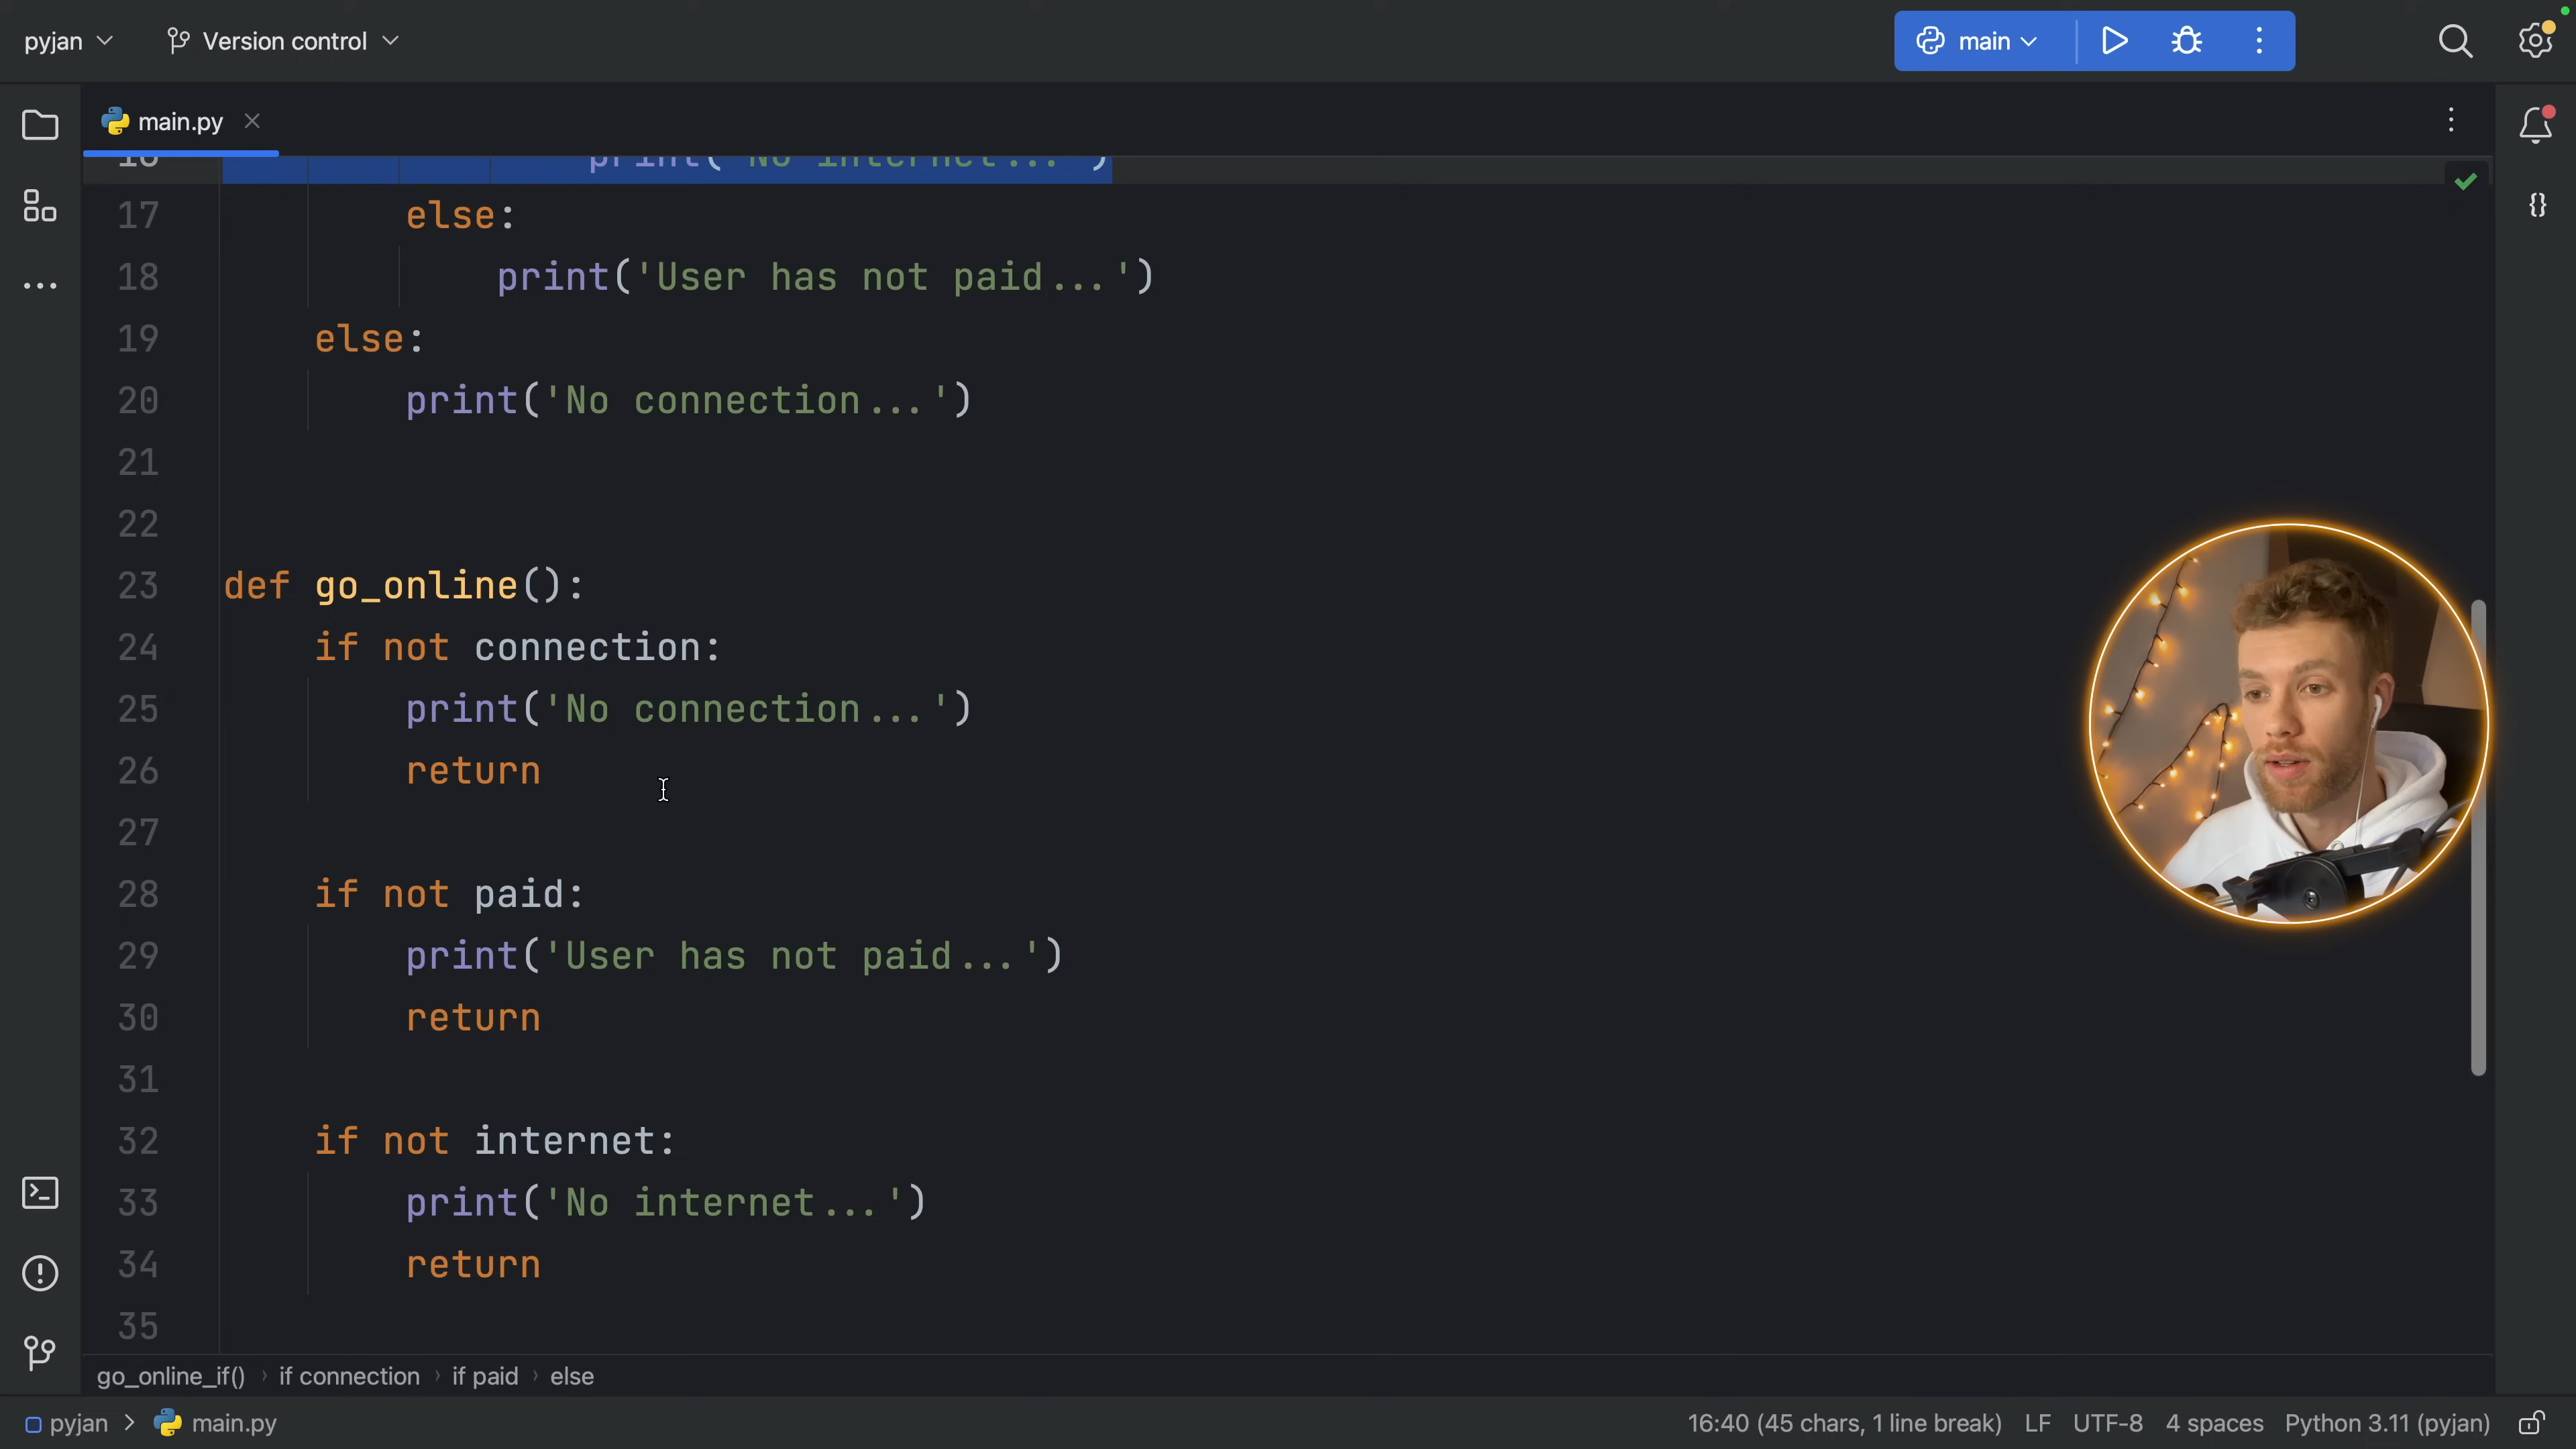 pyjan
Version control
main
main.py
16 print('No internet...')
17 else:
18 print('User has not paid...')
19 else:
20 print('No connection...')
21
22
23 def go_online():
24 if not connection:
25 print('No connection...')
26 return
27
28 if not paid:
29 print('User has not paid...')
30 return
31
32 if not internet:
33 print('No internet...')
34 return
35
go_online_if() › if connection › if paid › else
pyjan > main.py
16:40 (45 chars, 1 line break) LF UTF-8 4 spaces Python 3.11 (pyjan)